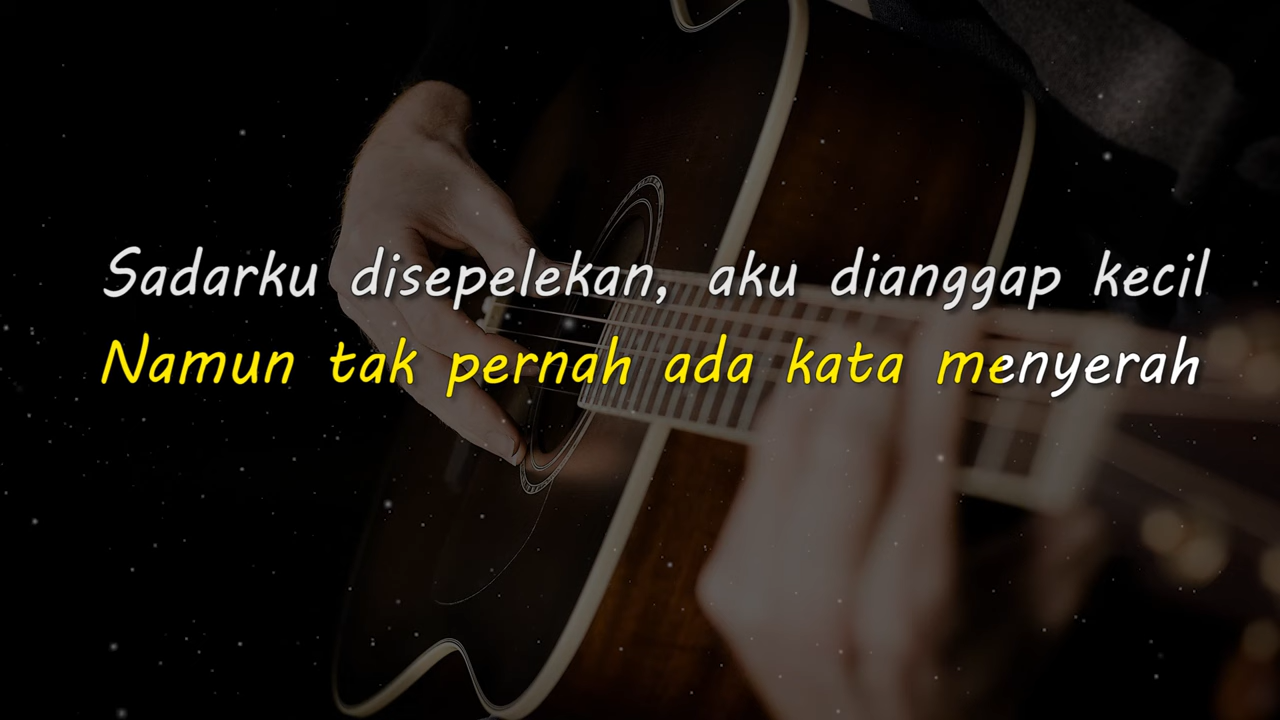 Sadarku disepelekan, aku dianggap kecil
Namun tak pernah ada kata menyerah